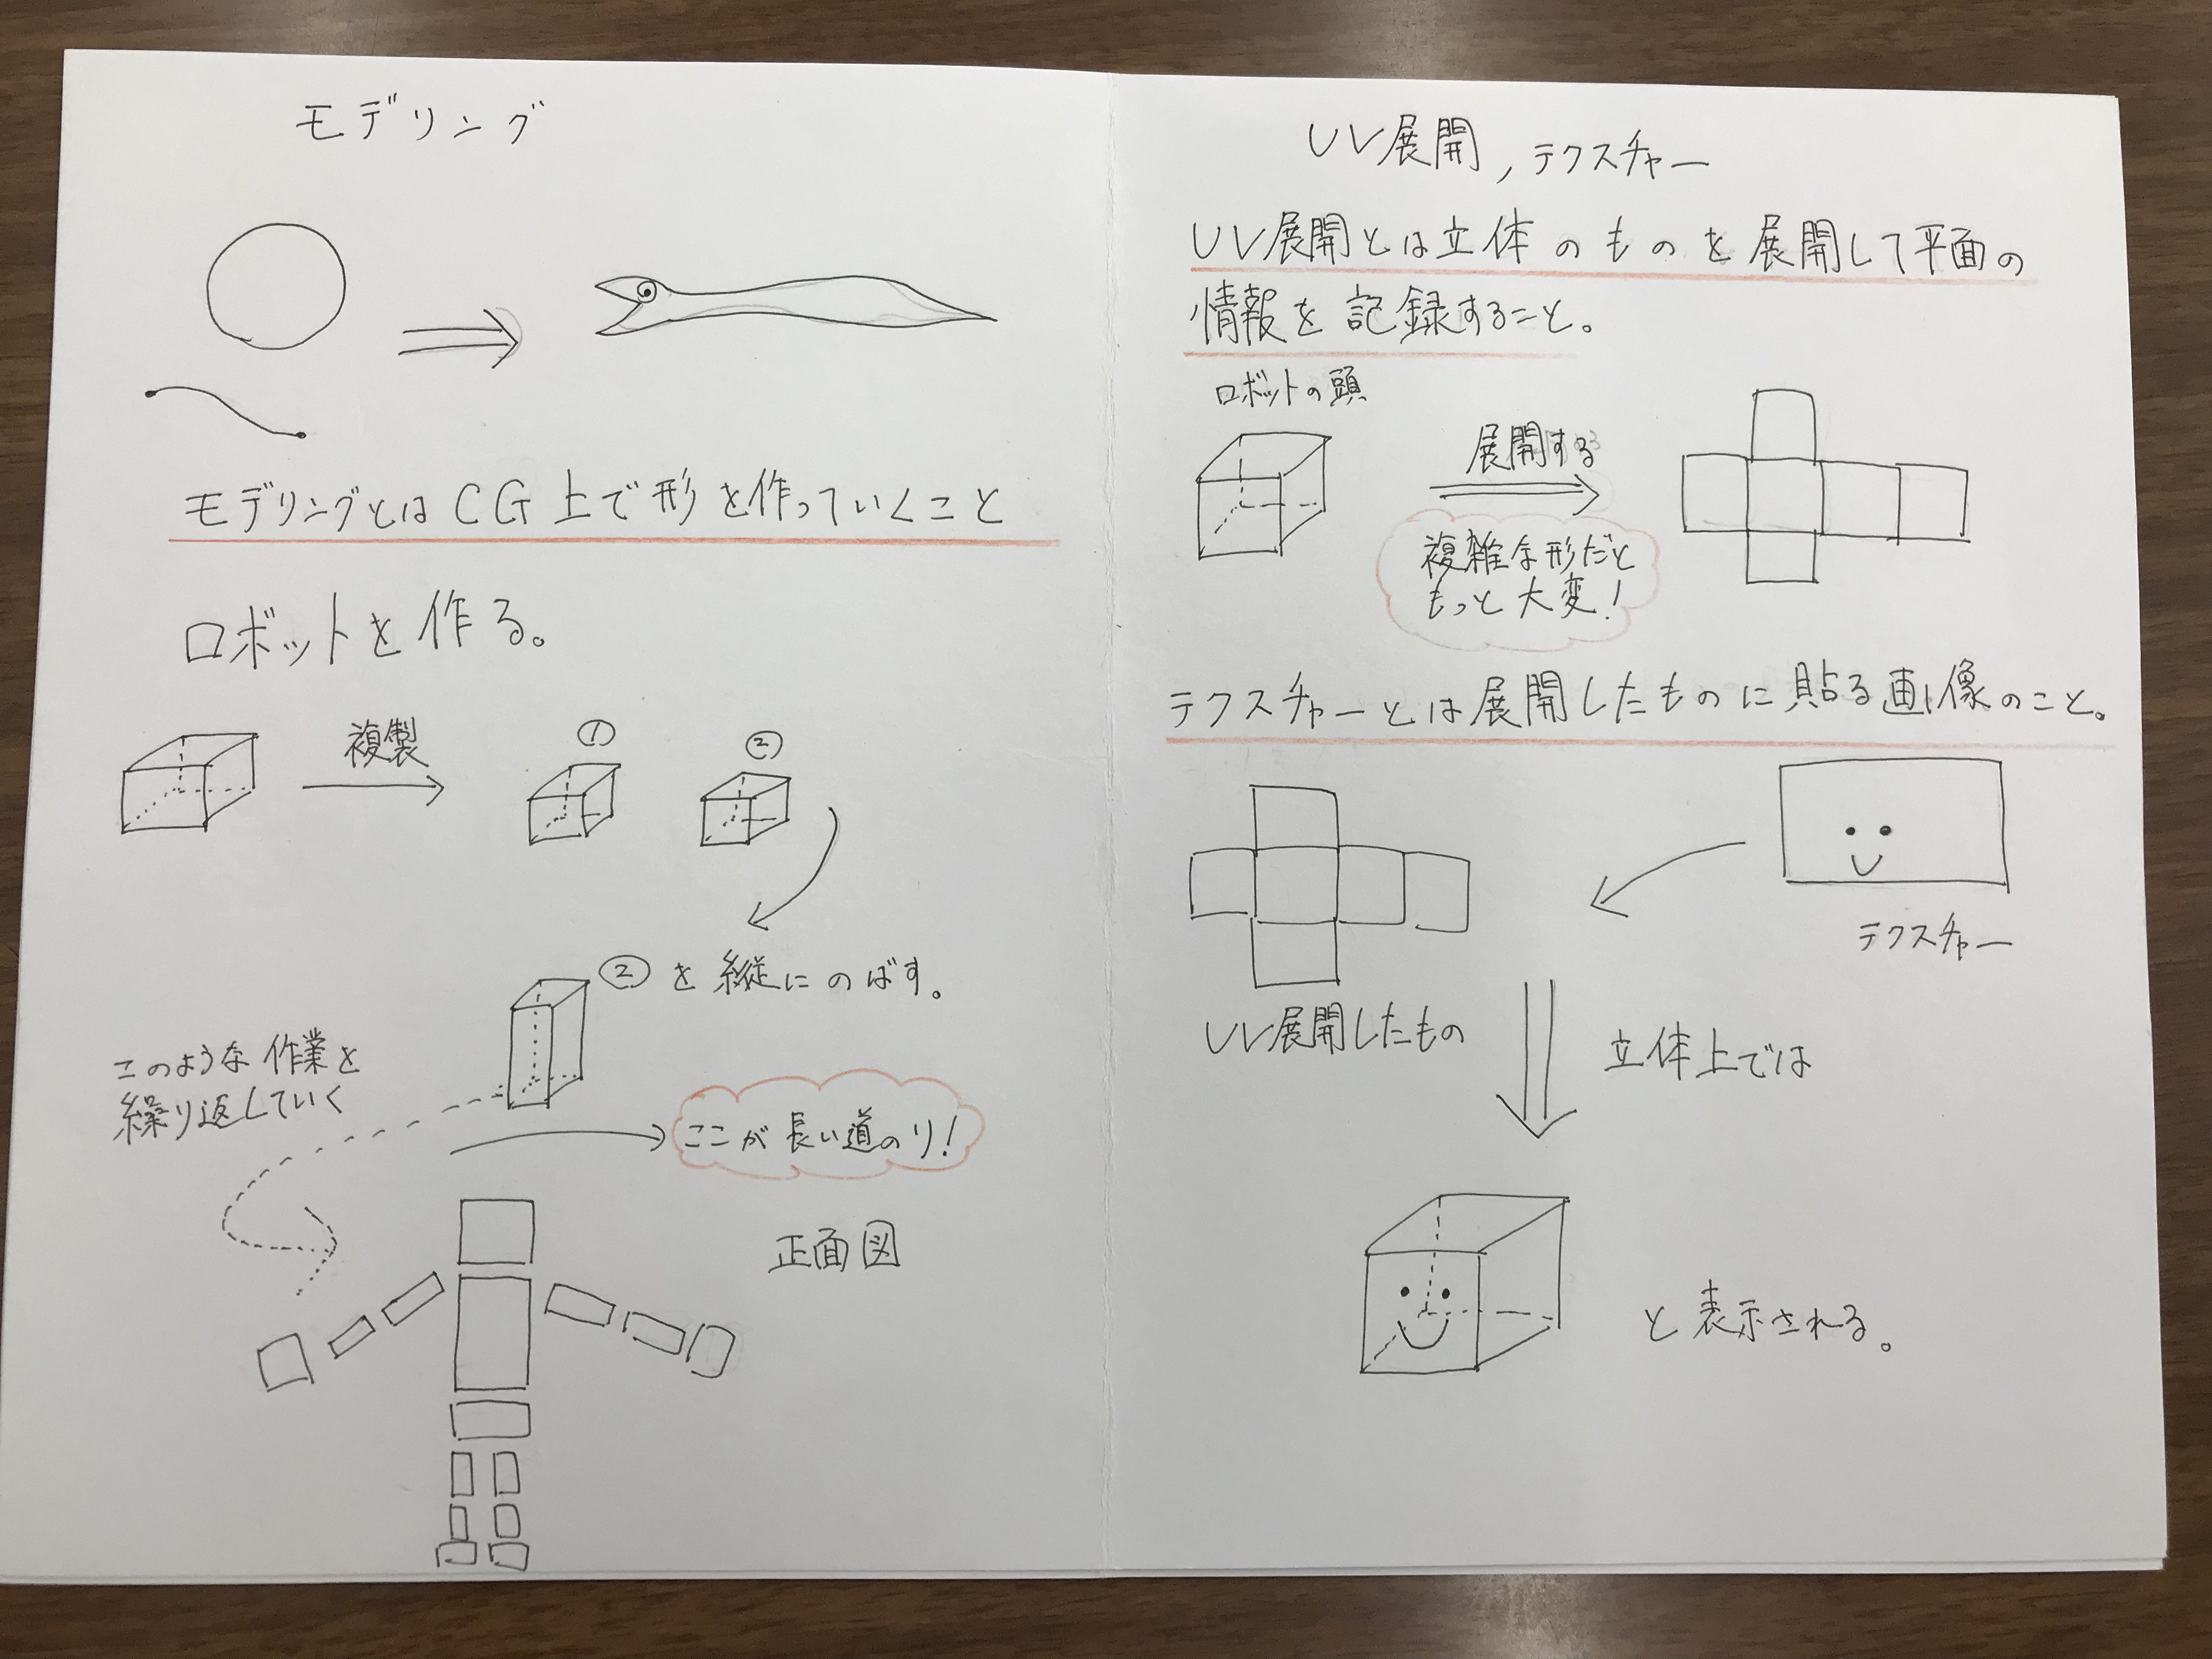 モデリング
モデリングとはCG上で形を作っていくこと
ロボットを作る。
複製
①
②
②を縦にのばす。
このような作業を
繰り返していく
ここが長い道のり!
正面図
UV展開,テクスチャー
UV展開とは立体のものを展開して平面の
情報を記録すること。
ロボットの頭
展開する
複雑な形だと
もっと大変!
テクスチャーとは展開したものに貼る画像のこと。
テクスチャー
UV展開したもの
立体上では
と表示される。